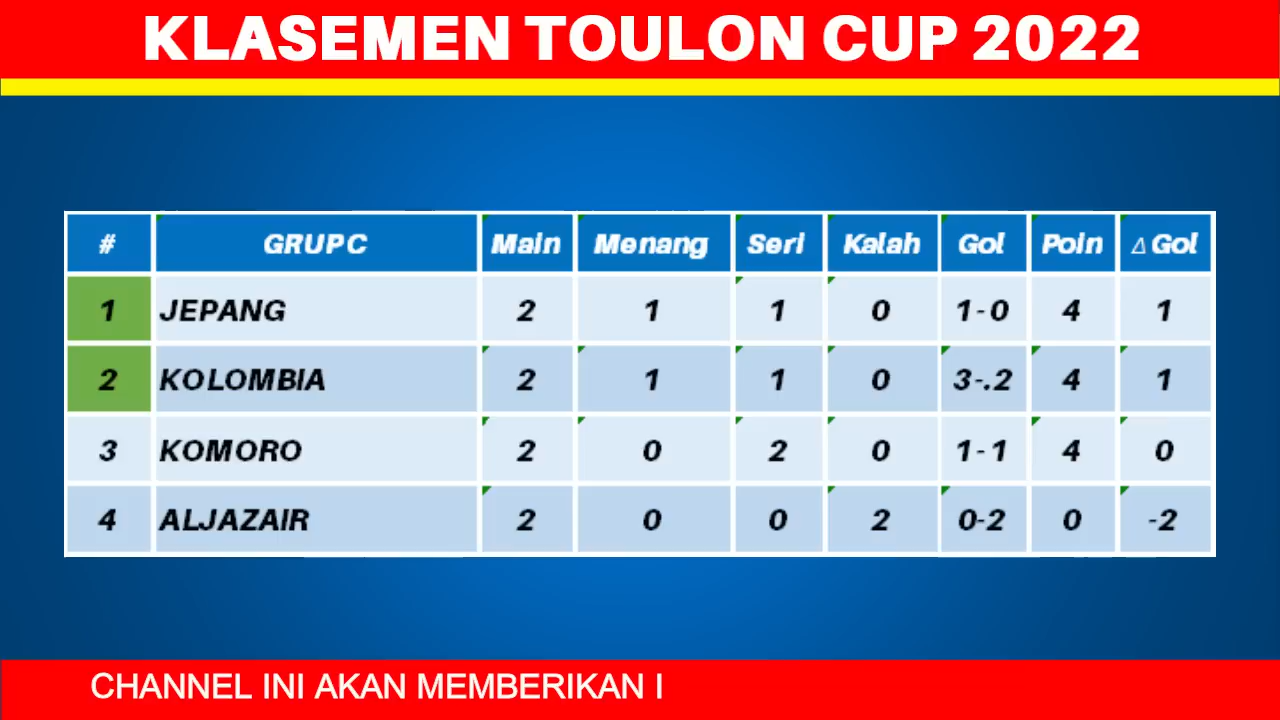 KLASEMEN TOULON CUP 2022
# GRUP C Main Menang Seri Kalah Gol Poin Δ Gol
1 JEPANG 2 1 1 0 1-0 4 1
2 KOLOMBIA 2 1 1 0 3-.2 4 1
3 KOMORO 2 0 2 0 1-1 4 0
4 ALJAZAIR 2 0 0 2 0-2 0 -2
CHANNEL INI AKAN MEMBERIKAN I